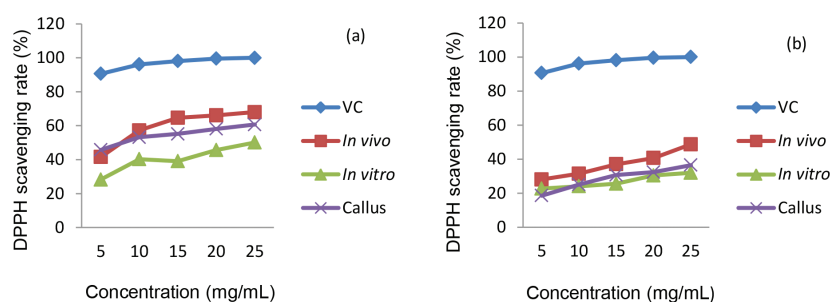 DPPH scavenging rate (%)
120
100
80
60
40
20
0
5 10 15 20 25
Concentration (mg/mL)
(a)
VC
In vivo
In vitro
Callus
DPPH scavenging rate (%)
120
100
80
60
40
20
0
5 10 15 20 25
Concentration (mg/mL)
(b)
VC
In vivo
In vitro
Callus